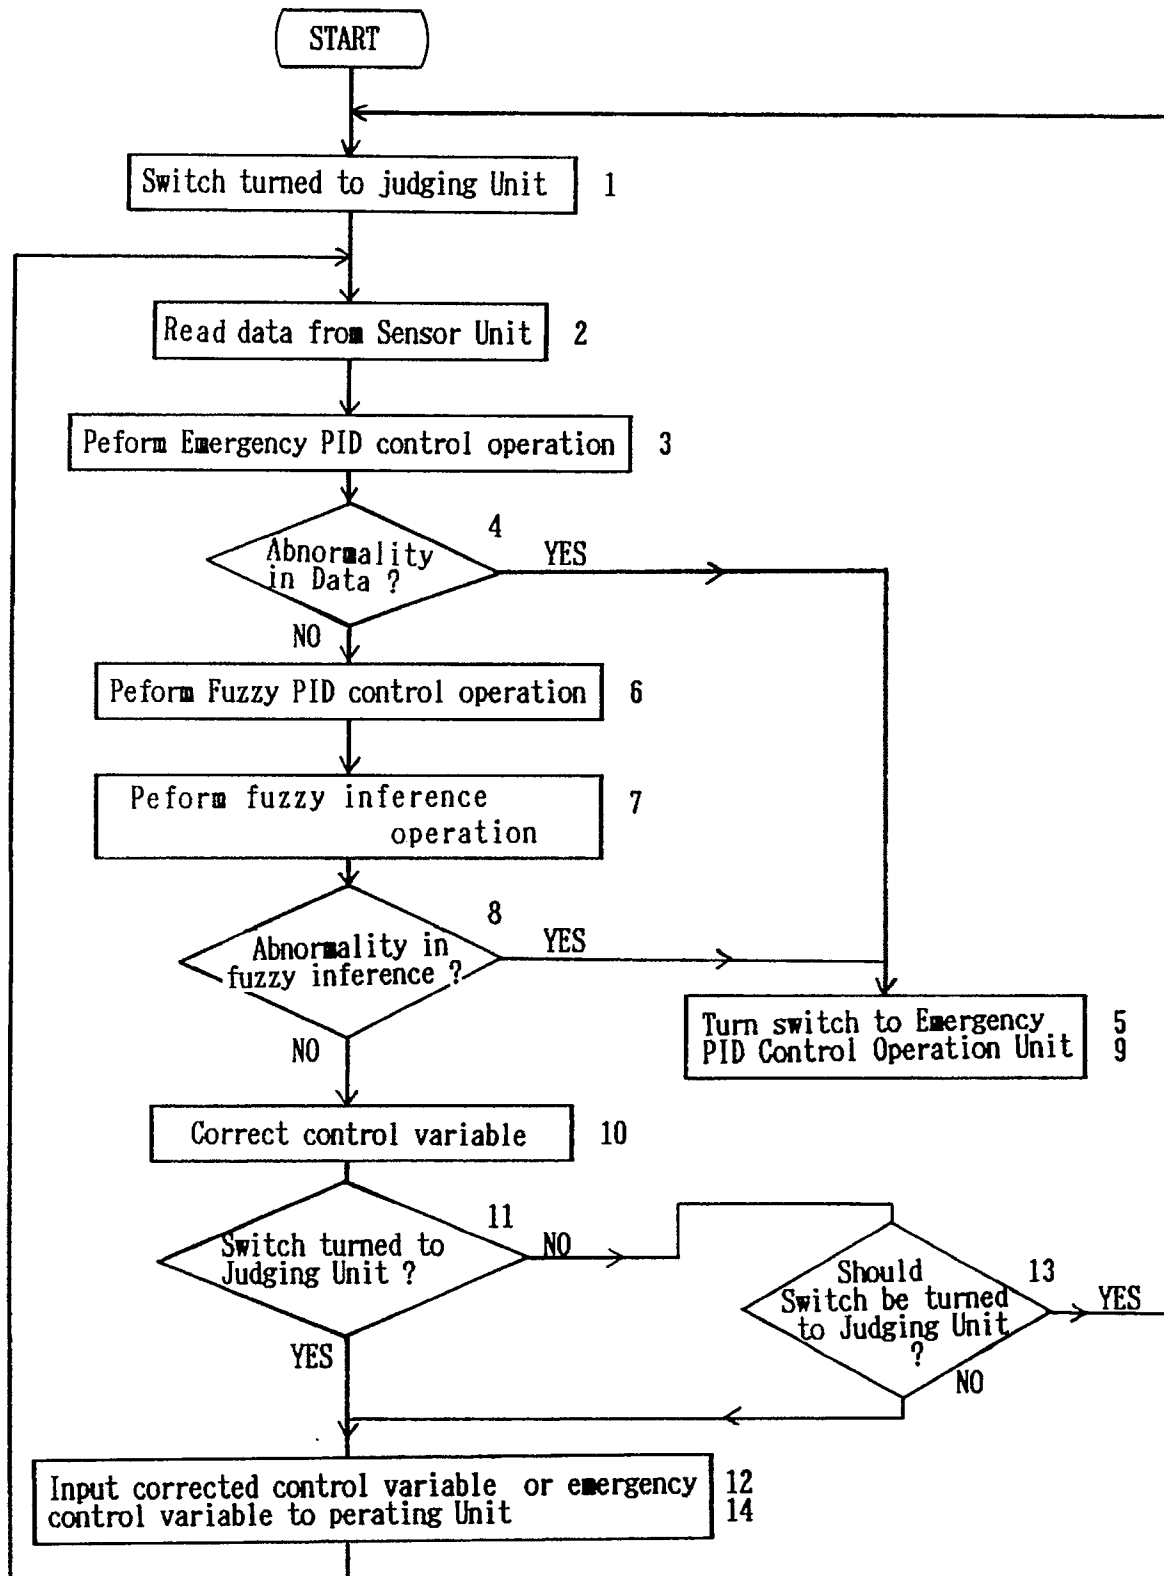 START
Switch turned to judging Unit
1
Read data from Sensor Unit
2
Peform Emergency PID control operation
3
4
Abnormality
in Data ?
YES
NO
Peform Fuzzy PID control operation
6
Peform fuzzy inference
operation
7
8
Abnormality in
fuzzy inference ?
YES
NO
Turn switch to Emergency
PID Control Operation Unit
5
9
Correct control variable
10
11
Switch turned to
Judging Unit ?
NO
YES
13
Should
Switch be turned
to Judging Unit
?
YES
NO
Input corrected control variable or emergency
control variable to perating Unit
12
14